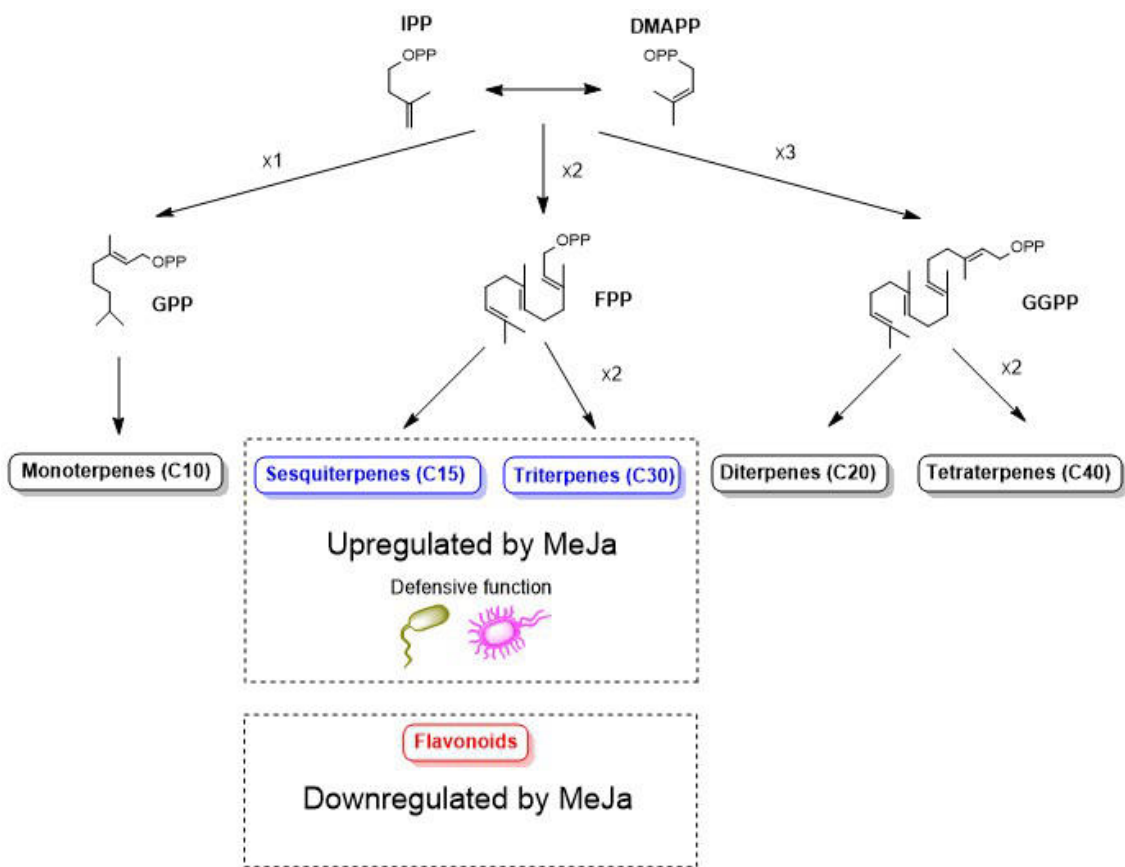 IPP
DMAPP
OPP
OPP
x1
x2
x3
OPP
GPP
OPP
FPP
OPP
GGPP
x2
x2
Monoterpenes (C10)
Sesquiterpenes (C15)
Triterpenes (C30)
Diterpenes (C20)
Tetraterpenes (C40)
Upregulated by MeJa
Defensive function
Flavonoids
Downregulated by MeJa